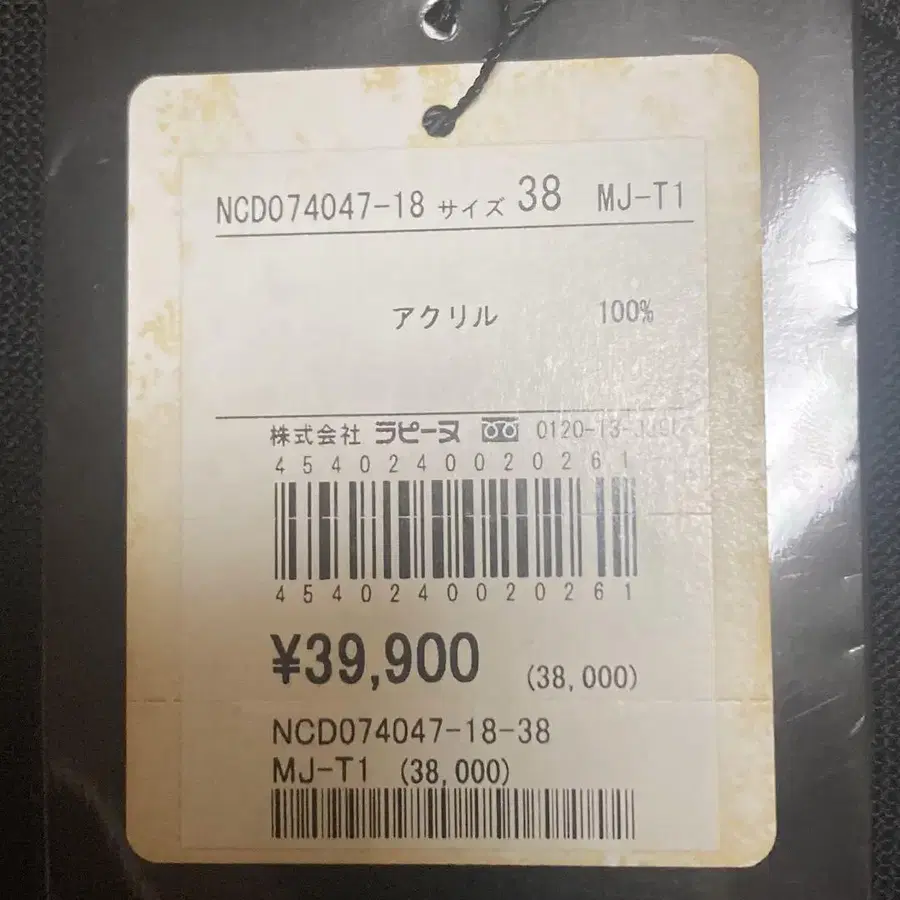 NCD074047-18 サイズ 38 MJ-T1
アクリル 100%
株式会社 ラピーヌ
4540240020261
4540240020261
¥39,900 (38,000)
NCD074047-18-38
MJ-T1 (38,000)